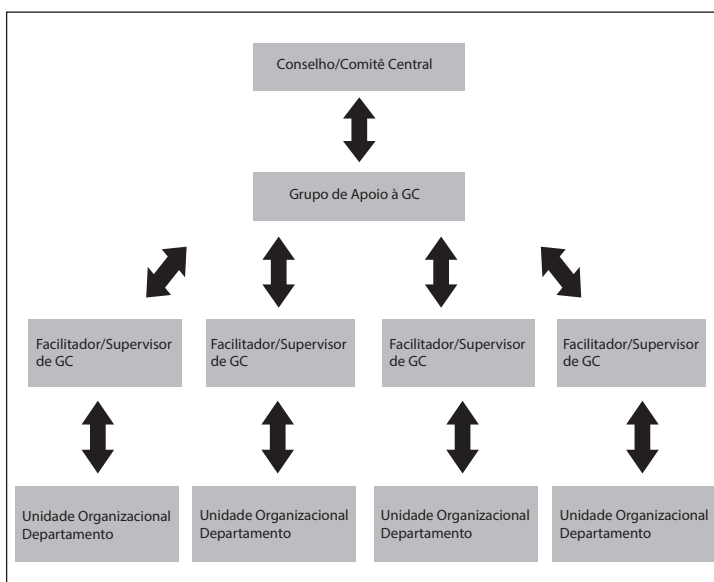 Conselho/Comitê Central
Grupo de Apoio à GC
Facilitador/Supervisor
de GC
Facilitador/Supervisor
de GC
Facilitador/Supervisor
de GC
Facilitador/Supervisor
de GC
Unidade Organizacional
Departamento
Unidade Organizacional
Departamento
Unidade Organizacional
Departamento
Unidade Organizacional
Departamento